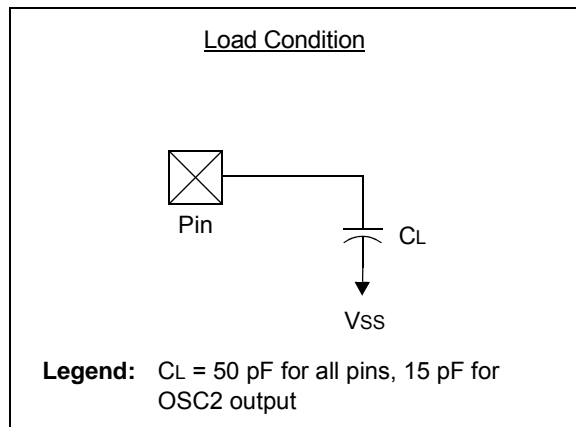 Load Condition
Pin
CL
VSS
Legend: CL = 50 pF for all pins, 15 pF for
OSC2 output